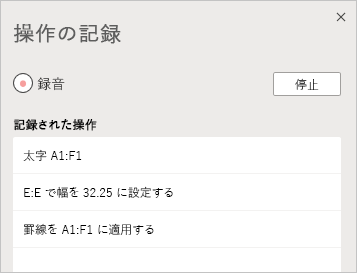 操作の記録
録音
停止
記録された操作
太字 A1:F1
E:E で幅を 32.25 に設定する
罫線を A1:F1 に適用する